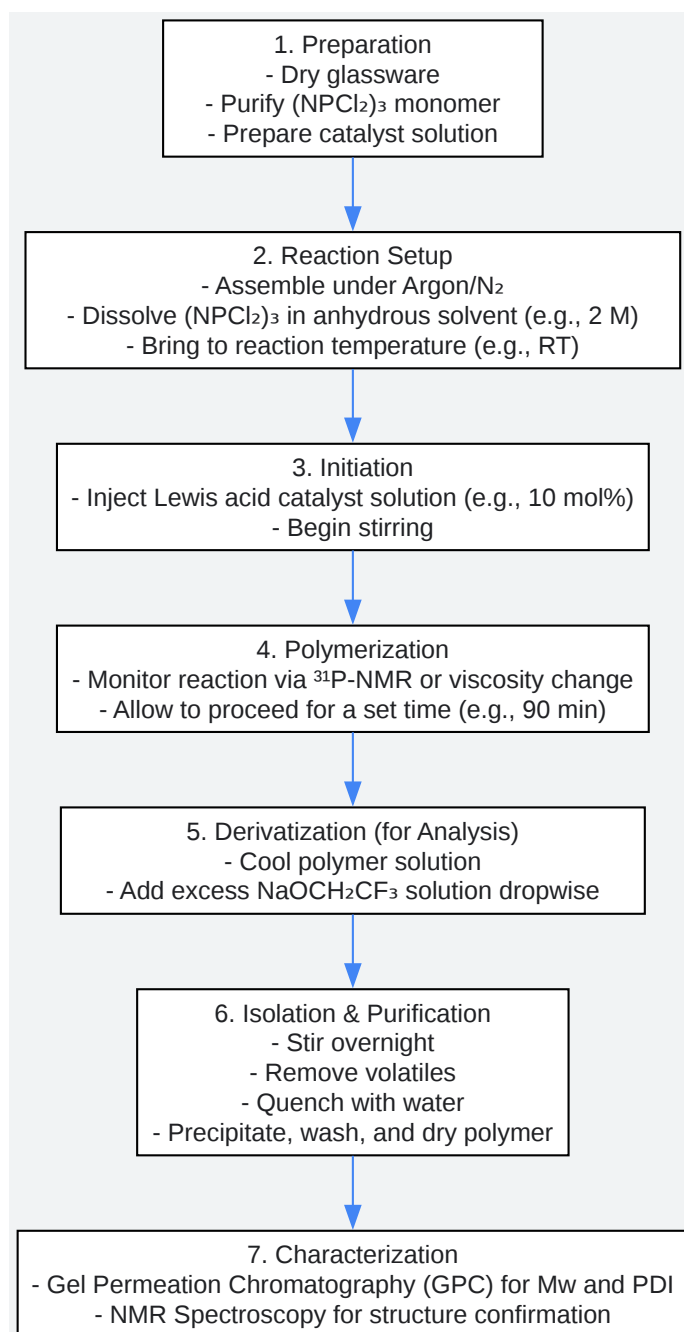 1. Preparation
- Dry glassware
- Purify (NPCl₂)₃ monomer
- Prepare catalyst solution
2. Reaction Setup
- Assemble under Argon/N₂
- Dissolve (NPCl₂)₃ in anhydrous solvent (e.g., 2 M)
- Bring to reaction temperature (e.g., RT)
3. Initiation
- Inject Lewis acid catalyst solution (e.g., 10 mol%)
- Begin stirring
4. Polymerization
- Monitor reaction via ³¹P-NMR or viscosity change
- Allow to proceed for a set time (e.g., 90 min)
5. Derivatization (for Analysis)
- Cool polymer solution
- Add excess NaOCH₂CF₃ solution dropwise
6. Isolation & Purification
- Stir overnight
- Remove volatiles
- Quench with water
- Precipitate, wash, and dry polymer
7. Characterization
- Gel Permeation Chromatography (GPC) for Mw and PDI
- NMR Spectroscopy for structure confirmation